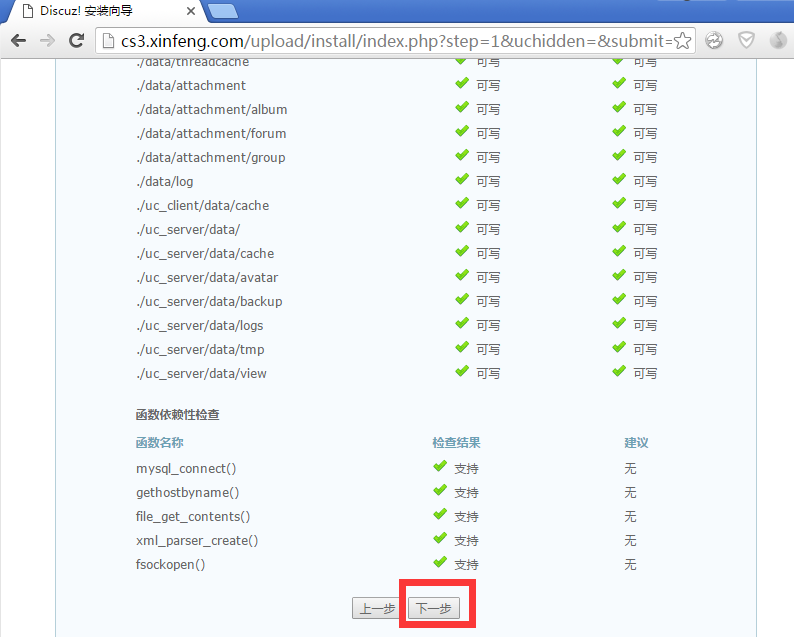 Discuz! 安装向导
cs3.xinfeng.com/upload/install/index.php?step=1&uchidden=&submit=
./data/threadcache 可写 可写
./data/attachment 可写 可写
./data/attachment/album 可写 可写
./data/attachment/forum 可写 可写
./data/attachment/group 可写 可写
./data/log 可写 可写
./uc_client/data/cache 可写 可写
./uc_server/data/ 可写 可写
./uc_server/data/cache 可写 可写
./uc_server/data/avatar 可写 可写
./uc_server/data/backup 可写 可写
./uc_server/data/logs 可写 可写
./uc_server/data/tmp 可写 可写
./uc_server/data/view 可写 可写
函数依赖性检查
函数名称 检查结果 建议
mysql_connect() 支持 无
gethostbyname() 支持 无
file_get_contents() 支持 无
xml_parser_create() 支持 无
fsockopen() 支持 无
上一步 下一步